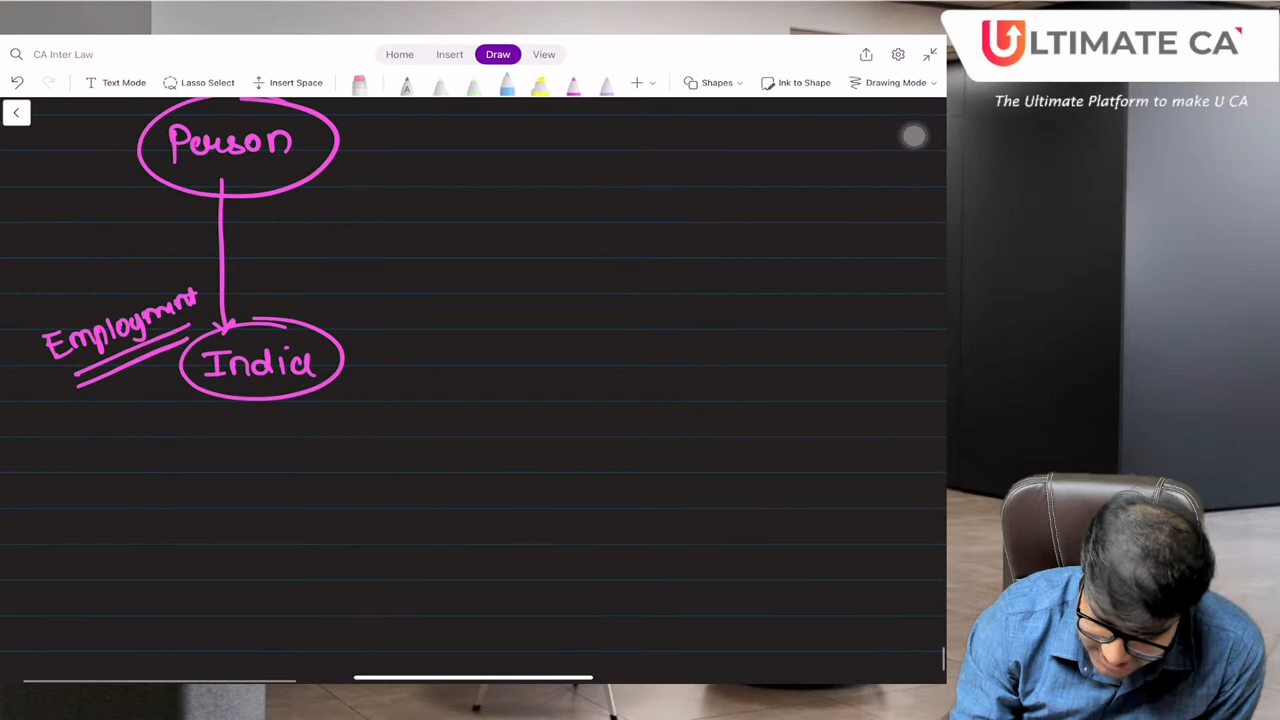 CA Inter Law
Home Insert Draw View
Text Mode Lasso Select Insert Space Shapes Ink to Shape Drawing Mode
ULTIMATE CA
The Ultimate Platform to make U CA
Person
Employment
India